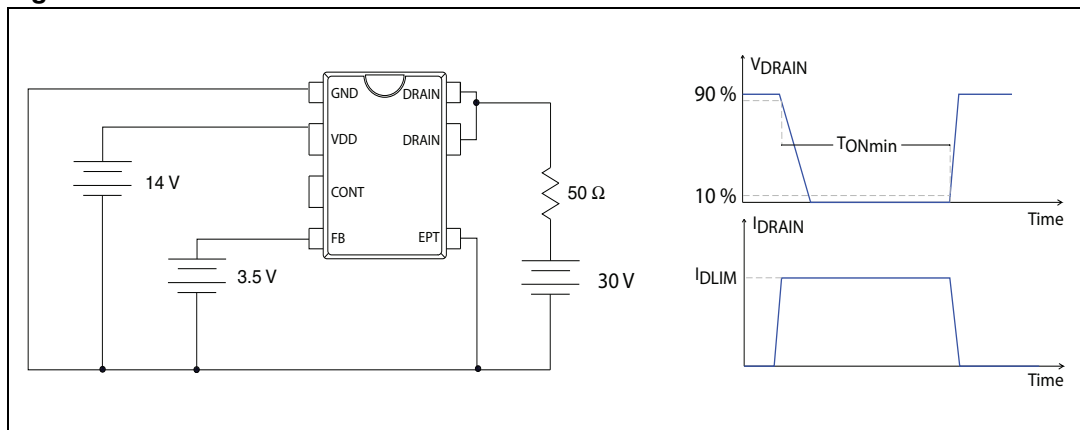 GND DRAIN
VDD DRAIN
CONT
FB EPT
14 V
3.5 V
50 Ω
30 V
VDRAIN
90 %
TONmin
10 %
Time
IDRAIN
IDLIM
Time